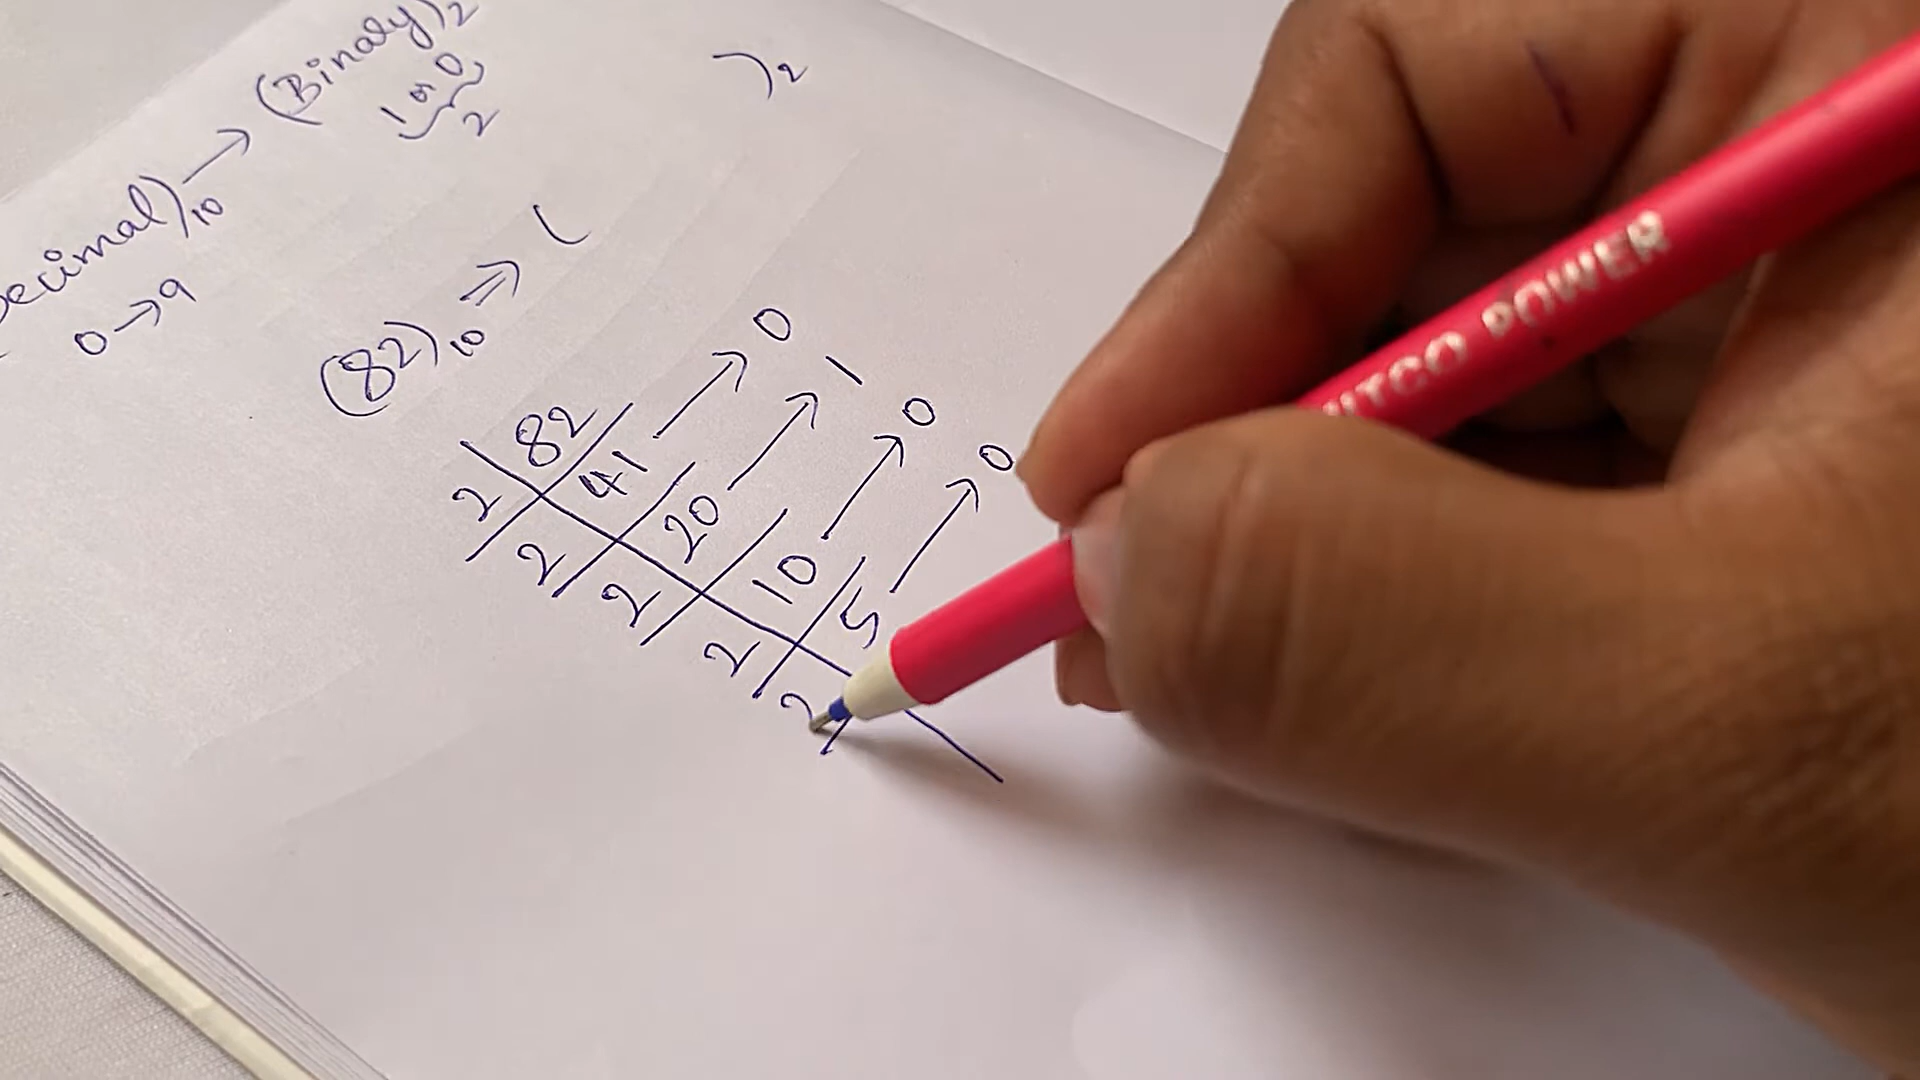 ecimal)10 → (Binary)2
0→9
1 or 0
2
(82)10 ⇒ ( )2
2 82
2 41 → 0
2 20 → 1
2 10 → 0
2 5 → 0
POWER